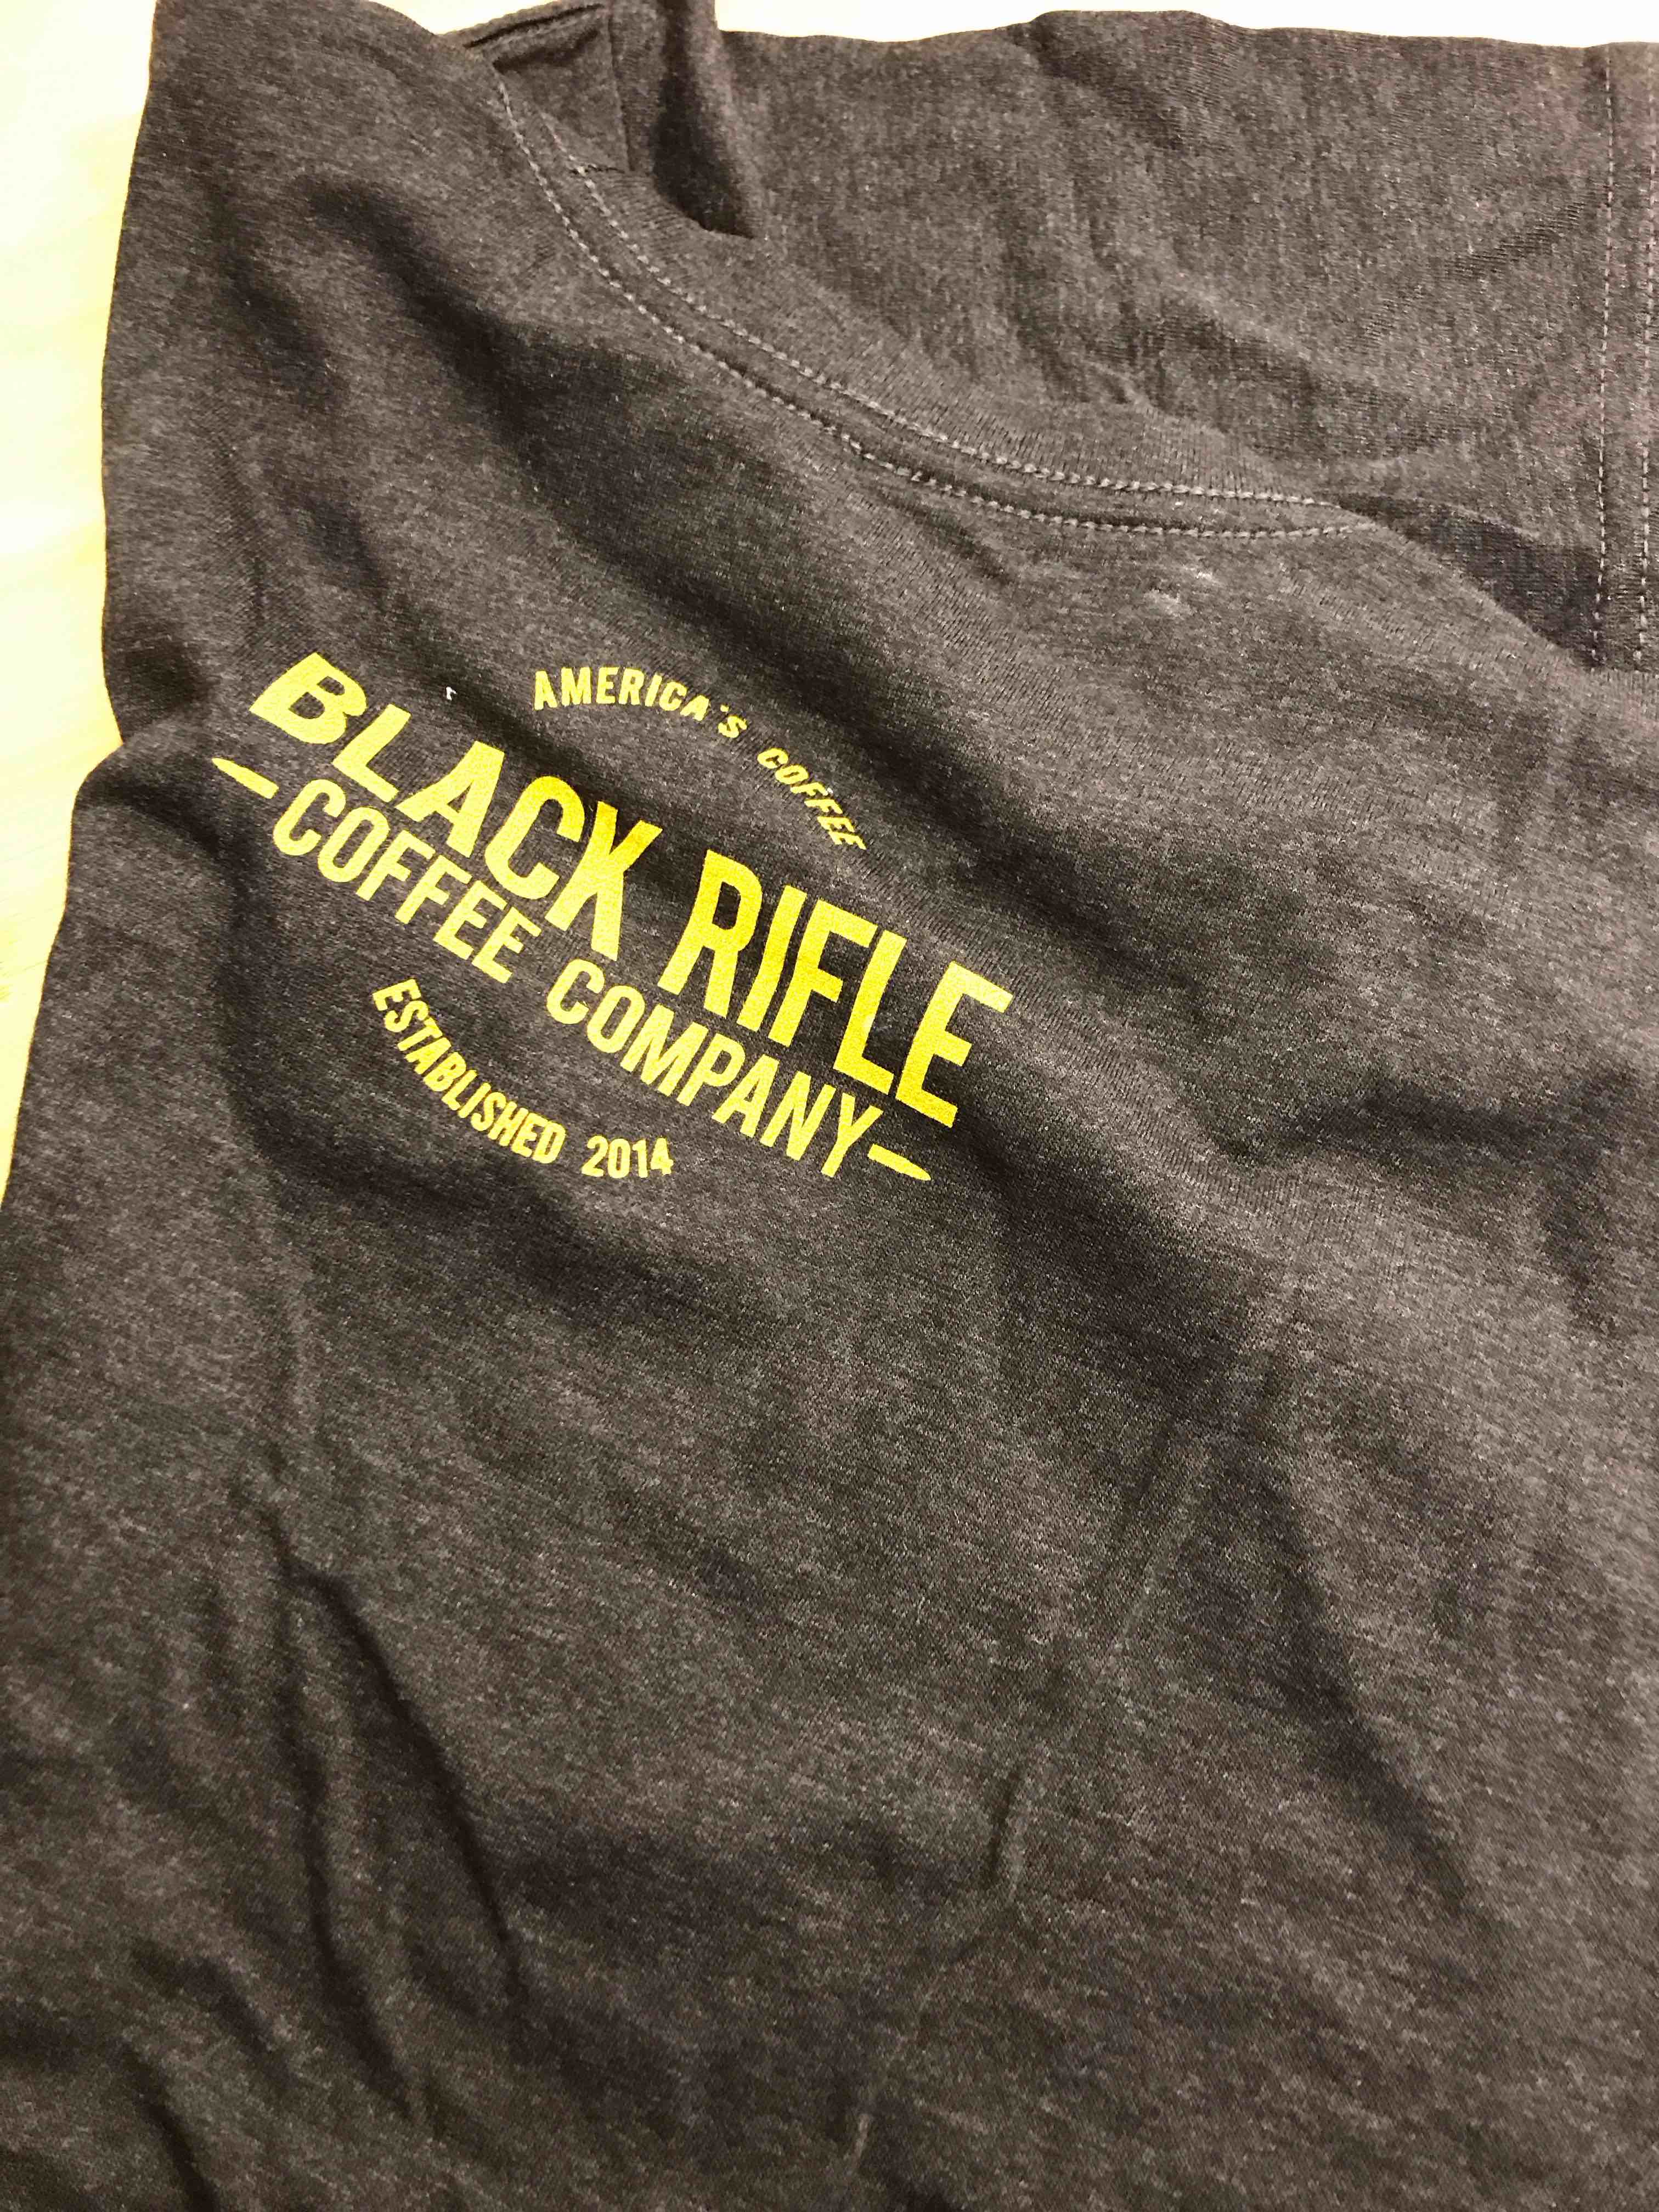 AMERICA'S COFFEE
BLACK RIFLE
COFFEE COMPANY
ESTABLISHED 2014